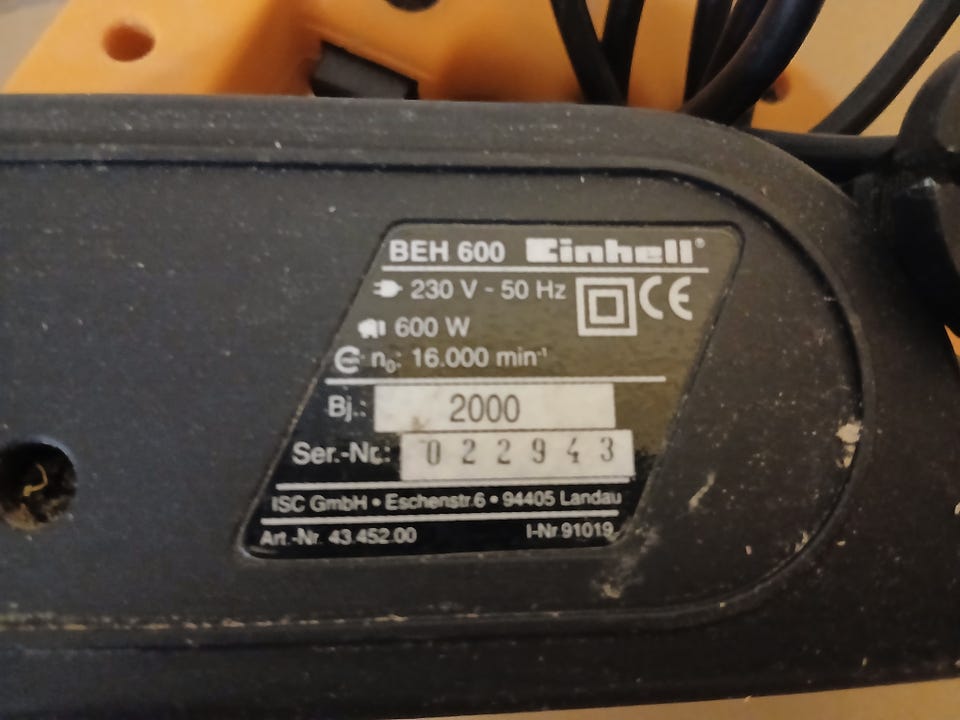 BEH 600 Einhell®
230 V - 50 Hz CE
600 W
n₀: 16.000 min⁻¹
Bj.: 2000
Ser.-Nr.: 022943
ISC GmbH • Eschenstr.6 • 94405 Landau
Art.-Nr. 43.452.00 I-Nr.91019